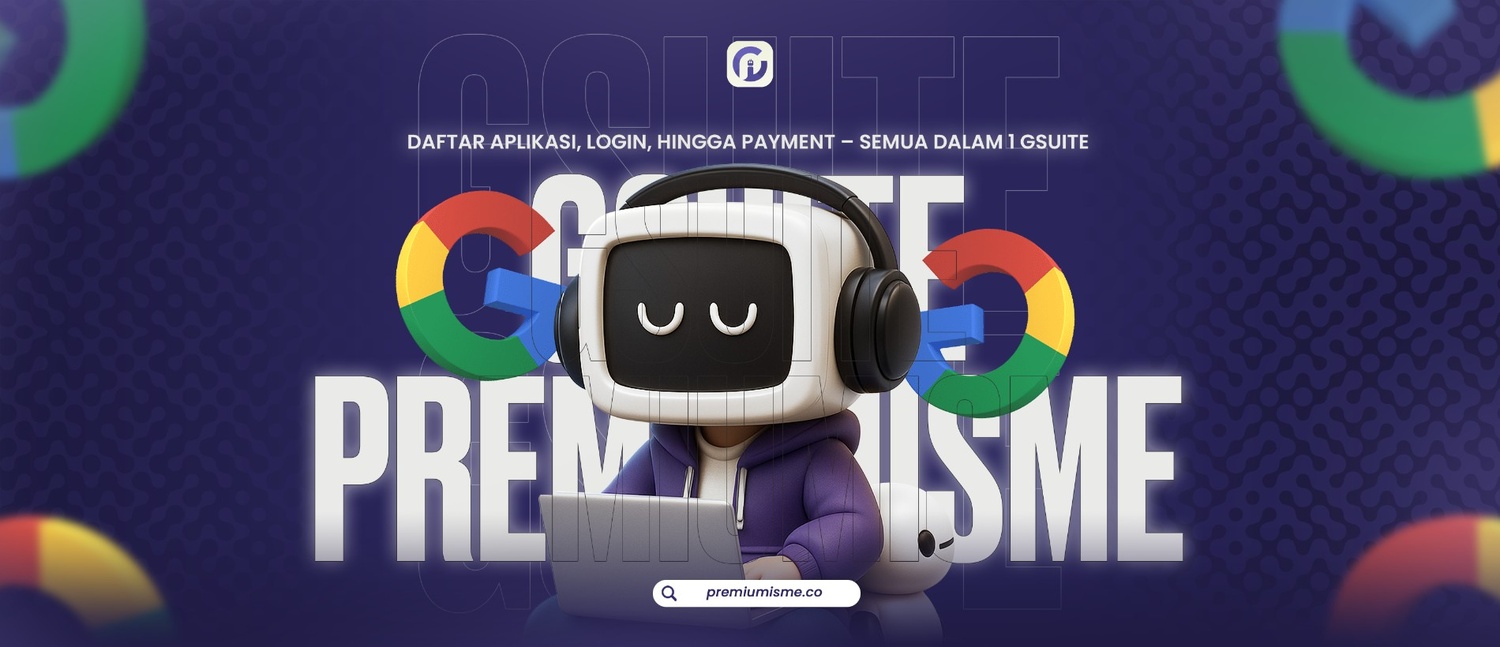 DAFTAR APLIKASI, LOGIN, HINGGA PAYMENT – SEMUA DALAM 1 GSUITE
GSUITE
PREMIUMISME
premiumisme.co